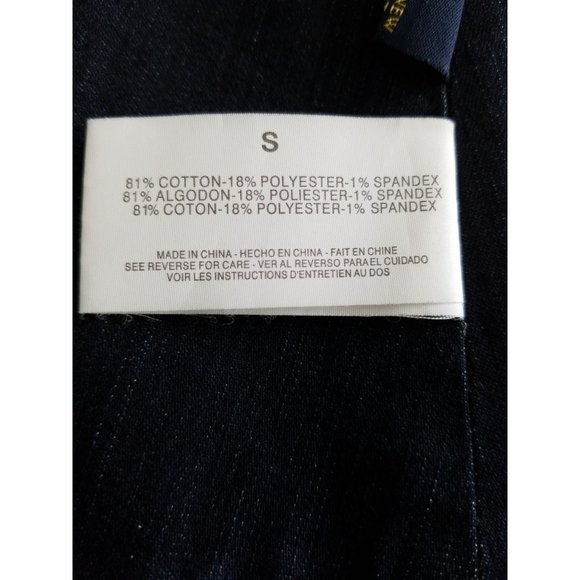 NEW
S
81% COTTON-18% POLYESTER-1% SPANDEX
81% ALGODON-18% POLIESTER-1% SPANDEX
81% COTON-18% POLYESTER-1% SPANDEX
MADE IN CHINA - HECHO EN CHINA - FAIT EN CHINE
SEE REVERSE FOR CARE - VER AL REVERSO PARA EL CUIDADO
VOIR LES INSTRUCTIONS D'ENTRETIEN AU DOS